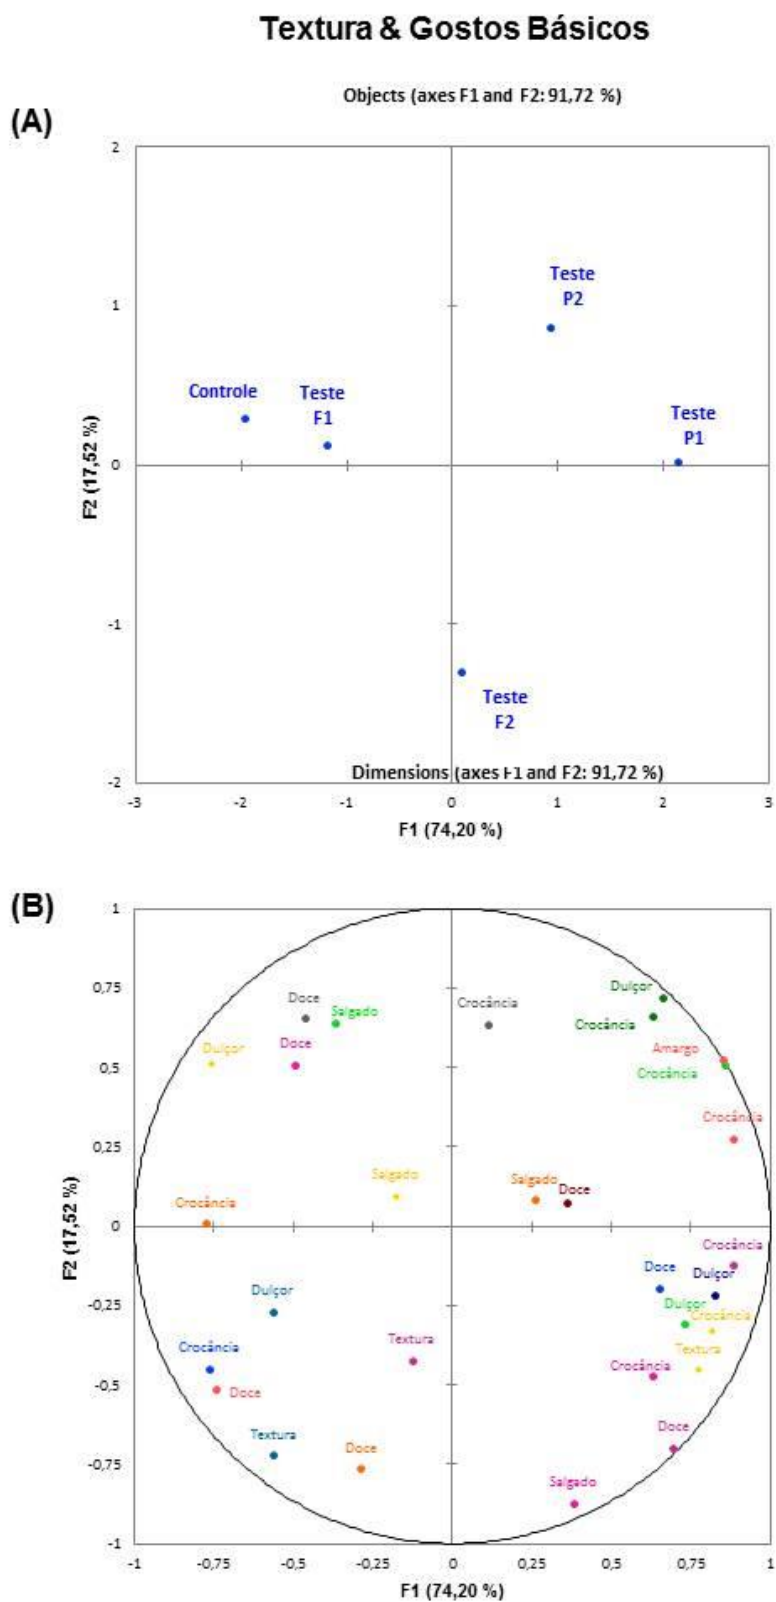 Textura & Gostos Básicos
Objects (axes F1 and F2: 91,72 %)
(A)
2
Teste
P2
1
Controle
Teste
F1
Teste
P1
F2 (17,52 %)
0
-1
Teste
F2
Dimensions (axes F1 and F2: 91,72 %)
-2
-3
-2
-1
0
1
2
3
F1 (74,20 %)
(B)
1
0,75
Doce
Salgado
Crocância
Dulçor
Crocância
Dulçor
Doce
Amargo
Crocância
0,5
Crocância
0,25
Salgado
Salgado
Doce
Crocância
F2 (17,52 %)
0
Crocância
Doce
Dulçor
Dulçor
-0,25
Dulçor
Crocância
Crocância
Textura
Textura
Crocância
-0,5
Doce
Textura
Doce
Doce
-0,75
Salgado
-1
-1
-0,75
-0,5
-0,25
0
0,25
0,5
0,75
1
F1 (74,20 %)